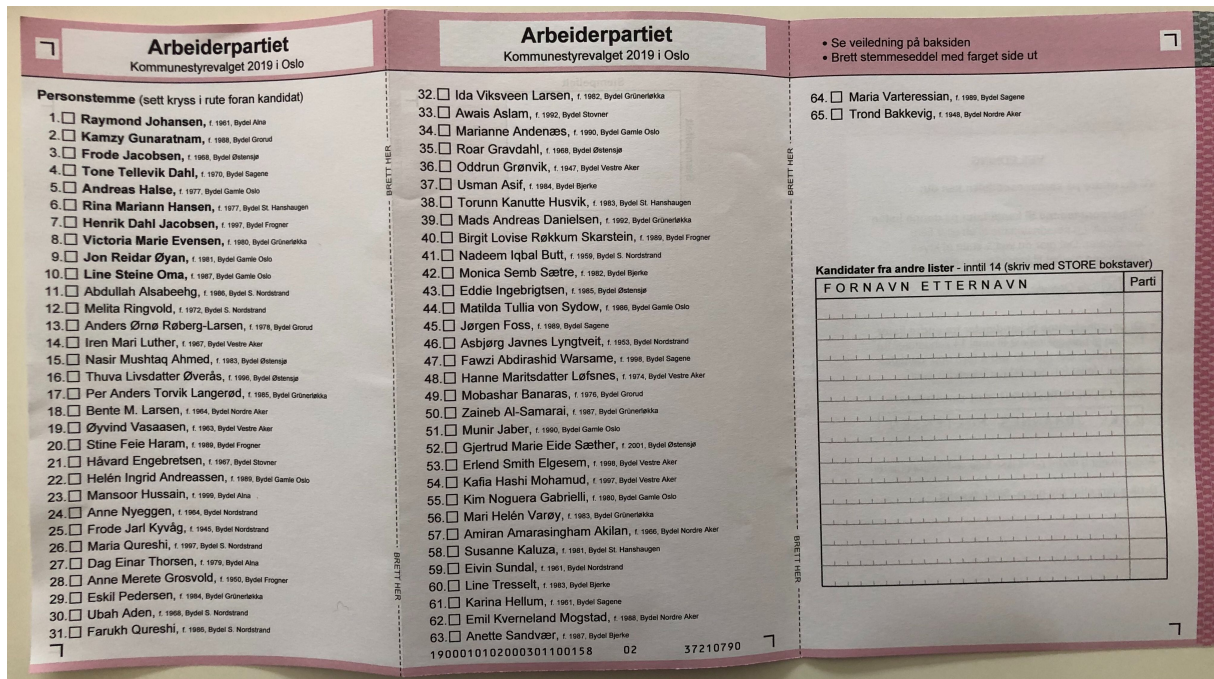 Arbeiderpartiet
Kommunestyrevalget 2019 i Oslo
Personstemme (sett kryss i rute foran kandidat)
1. Raymond Johansen, f. 1961, Bydel Alna
2. Kamzy Gunaratnam, f. 1988, Bydel Grorud
3. Frode Jacobsen, f. 1968, Bydel Østensjø
4. Tone Tellevik Dahl, f. 1970, Bydel Sagene
5. Andreas Halse, f. 1977, Bydel Gamle Oslo
6. Rina Mariann Hansen, f. 1977, Bydel St. Hanshaugen
7. Henrik Dahl Jacobsen, f. 1997, Bydel Frogner
8. Victoria Marie Evensen, f. 1980, Bydel Grünerløkka
9. Jon Reidar Øyan, f. 1981, Bydel Gamle Oslo
10. Line Steine Oma, f. 1987, Bydel Gamle Oslo
11. Abdullah Alsabeehg, f. 1986, Bydel S. Nordstrand
12. Melita Ringvold, f. 1972, Bydel S. Nordstrand
13. Anders Ørnø Røberg-Larsen, f. 1978, Bydel Grorud
14. Iren Mari Luther, f. 1967, Bydel Vestre Aker
15. Nasir Mushtaq Ahmed, f. 1983, Bydel Østensjø
16. Thuva Livsdatter Øverås, f. 1996, Bydel Østensjø
17. Per Anders Torvik Langerød, f. 1985, Bydel Grünerløkka
18. Bente M. Larsen, f. 1964, Bydel Nordre Aker
19. Øyvind Vasaasen, f. 1963, Bydel Vestre Aker
20. Stine Feie Haram, f. 1989, Bydel Frogner
21. Håvard Engebretsen, f. 1967, Bydel Stovner
22. Helén Ingrid Andreassen, f. 1989, Bydel Gamle Oslo
23. Mansoor Hussain, f. 1999, Bydel Alna
24. Anne Nyeggen, f. 1964, Bydel Nordstrand
25. Frode Jarl Kyvåg, f. 1945, Bydel Nordstrand
26. Maria Qureshi, f. 1997, Bydel S. Nordstrand
27. Dag Einar Thorsen, f. 1979, Bydel Alna
28. Anne Merete Grosvold, f. 1950, Bydel Frogner
29. Eskil Pedersen, f. 1984, Bydel Grünerløkka
30. Ubah Aden, f. 1968, Bydel S. Nordstrand
31. Farukh Qureshi, f. 1986, Bydel S. Nordstrand
BRETT HER
BRETT HER
Arbeiderpartiet
Kommunestyrevalget 2019 i Oslo
32. Ida Viksveen Larsen, f. 1982, Bydel Grünerløkka
33. Awais Aslam, f. 1992, Bydel Stovner
34. Marianne Andenæs, f. 1990, Bydel Gamle Oslo
35. Roar Gravdahl, f. 1968, Bydel Østensjø
36. Oddrun Grønvik, f. 1947, Bydel Vestre Aker
37. Usman Asif, f. 1984, Bydel Bjerke
38. Torunn Kanutte Husvik, f. 1983, Bydel St. Hanshaugen
39. Mads Andreas Danielsen, f. 1992, Bydel Grünerløkka
40. Birgit Lovise Røkkum Skarstein, f. 1989, Bydel Frogner
41. Nadeem Iqbal Butt, f. 1959, Bydel S. Nordstrand
42. Monica Semb Sætre, f. 1982, Bydel Bjerke
43. Eddie Ingebrigtsen, f. 1985, Bydel Østensjø
44. Matilda Tullia von Sydow, f. 1986, Bydel Gamle Oslo
45. Jørgen Foss, f. 1989, Bydel Sagene
46. Asbjørg Javnes Lyngtveit, f. 1953, Bydel Nordstrand
47. Fawzi Abdirashid Warsame, f. 1998, Bydel Sagene
48. Hanne Maritsdatter Løfsnes, f. 1974, Bydel Vestre Aker
49. Mobashar Banaras, f. 1976, Bydel Grorud
50. Zaineb Al-Samarai, f. 1987, Bydel Grünerløkka
51. Munir Jaber, f. 1990, Bydel Gamle Oslo
52. Gjertrud Marie Eide Sæther, f. 2001, Bydel Østensjø
53. Erlend Smith Elgesem, f. 1998, Bydel Vestre Aker
54. Kafia Hashi Mohamud, f. 1997, Bydel Vestre Aker
55. Kim Noguera Gabrielli, f. 1980, Bydel Gamle Oslo
56. Mari Helén Varøy, f. 1983, Bydel Grünerløkka
57. Amiran Amarasingham Akilan, f. 1966, Bydel Nordre Aker
58. Susanne Kaluza, f. 1981, Bydel St. Hanshaugen
59. Eivin Sundal, f. 1961, Bydel Nordstrand
60. Line Tresselt, f. 1983, Bydel Bjerke
61. Karina Hellum, f. 1961, Bydel Sagene
62. Emil Kverneland Mogstad, f. 1988, Bydel Nordre Aker
63. Anette Sandvær, f. 1987, Bydel Bjerke
1900010102000301100158 02 37210790
BRETT HER
BRETT HER
• Se veiledning på baksiden
• Brett stemmeseddel med farget side ut
64. Maria Varteressian, f. 1989, Bydel Sagene
65. Trond Bakkevig, f. 1948, Bydel Nordre Aker
Kandidater fra andre lister - inntil 14 (skriv med STORE bokstaver)
FORNAVN ETTERNAVN Parti